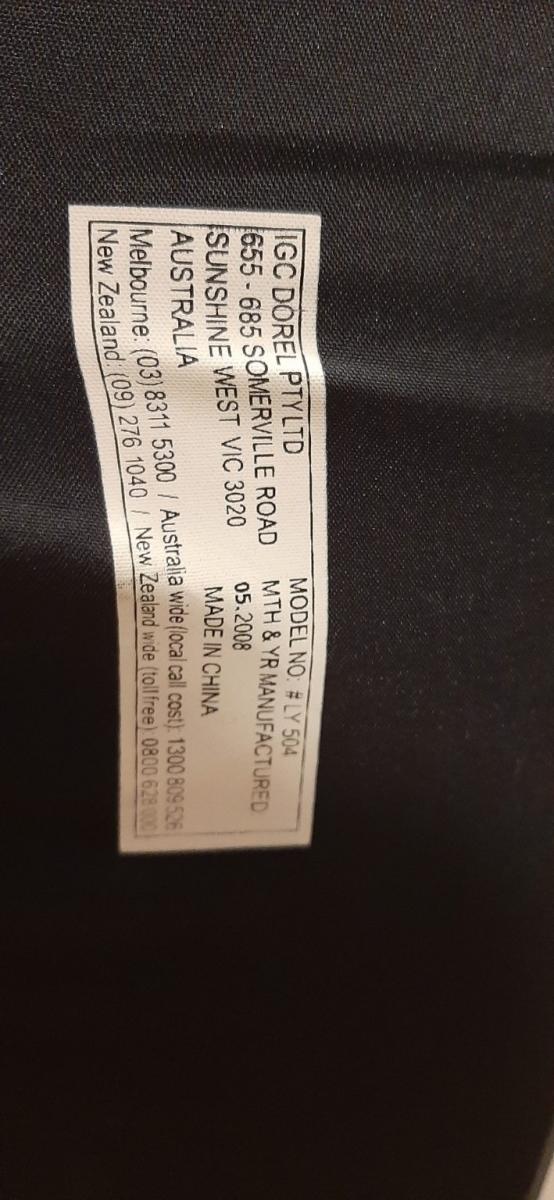 IGC DOREL PTY LTD
655 - 685 SOMERVILLE ROAD
SUNSHINE WEST VIC 3020
AUSTRALIA
MODEL NO: # LY 504
MTH & YR MANUFACTURED
05.2008
MADE IN CHINA
Melbourne: (03) 8311 5300 / Australia wide (local call cost): 1300 809 526
New Zealand: (09) 276 1040 / New Zealand wide (toll free): 0800 628 000